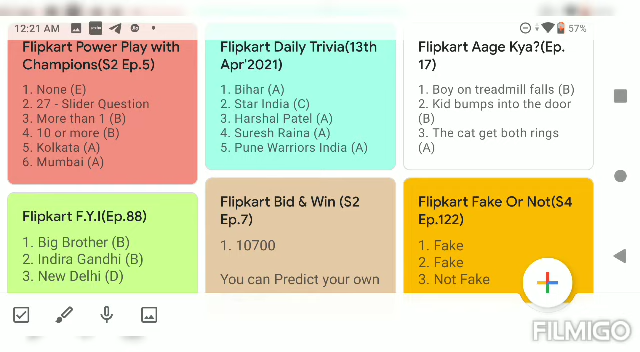 12:21 AM
57%
Flipkart Power Play with
Champions(S2 Ep.5)
1. None (E)
2. 27 - Slider Question
3. More than 1 (B)
4. 10 or more (B)
5. Kolkata (A)
6. Mumbai (A)
Flipkart Daily Trivia(13th
Apr'2021)
1. Bihar (A)
2. Star India (C)
3. Harshal Patel (A)
4. Suresh Raina (A)
5. Pune Warriors India (A)
Flipkart Aage Kya?(Ep.
17)
1. Boy on treadmill falls (B)
2. Kid bumps into the door
(B)
3. The cat get both rings
(A)
Flipkart F.Y.I(Ep.88)
1. Big Brother (B)
2. Indira Gandhi (B)
3. New Delhi (D)
Flipkart Bid & Win (S2
Ep.7)
1. 10700
You can Predict your own
Flipkart Fake Or Not(S4
Ep.122)
1. Fake
2. Fake
3. Not Fake
FILMIGO